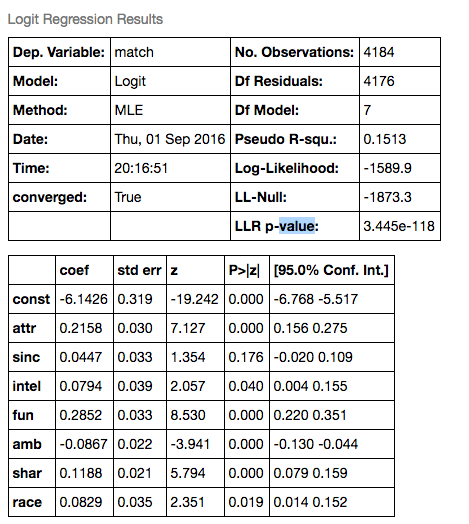 Logit Regression Results
Dep. Variable: match No. Observations: 4184
Model: Logit Df Residuals: 4176
Method: MLE Df Model: 7
Date: Thu, 01 Sep 2016 Pseudo R-squ.: 0.1513
Time: 20:16:51 Log-Likelihood: -1589.9
converged: True LL-Null: -1873.3
LLR p-value: 3.445e-118
coef std err z P>|z| [95.0% Conf. Int.]
const -6.1426 0.319 -19.242 0.000 -6.768 -5.517
attr 0.2158 0.030 7.127 0.000 0.156 0.275
sinc 0.0447 0.033 1.354 0.176 -0.020 0.109
intel 0.0794 0.039 2.057 0.040 0.004 0.155
fun 0.2852 0.033 8.530 0.000 0.220 0.351
amb -0.0867 0.022 -3.941 0.000 -0.130 -0.044
shar 0.1188 0.021 5.794 0.000 0.079 0.159
race 0.0829 0.035 2.351 0.019 0.014 0.152